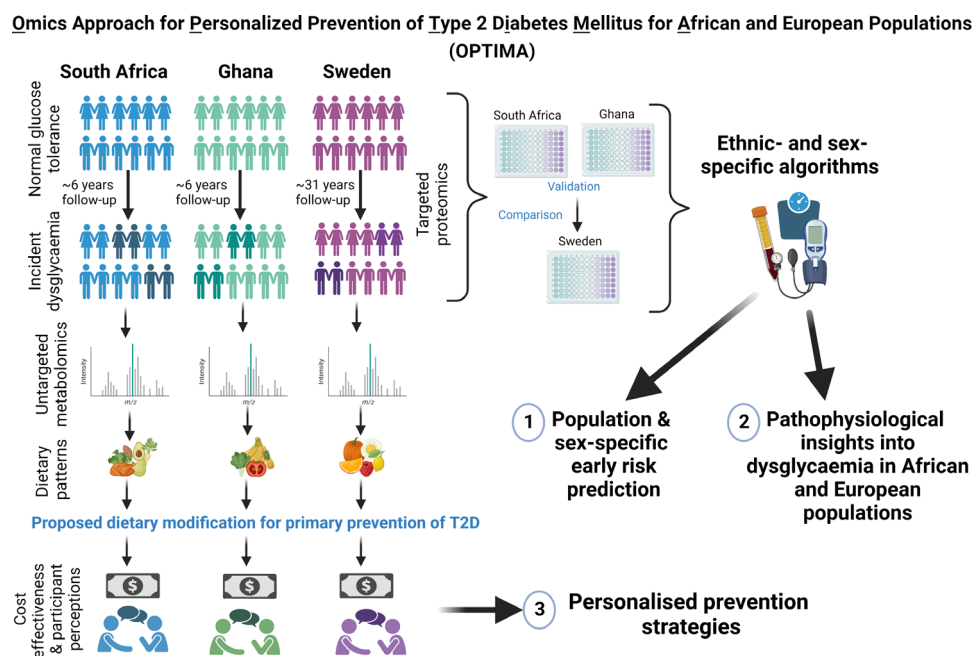 Omics Approach for Personalized Prevention of Type 2 Diabetes Mellitus for African and European Populations
(OPTIMA)
South Africa
Ghana
Sweden
Normal glucose
tolerance
~6 years
follow-up
~6 years
follow-up
~31 years
follow-up
Incident
dysglycaemia
Targeted
proteomics
South Africa
Ghana
Validation
Comparison
Sweden
Ethnic- and sex-
specific algorithms
Untargeted
metabolomics
Intensity
m/z
Intensity
m/z
Intensity
m/z
Dietary
patterns
Proposed dietary modification for primary prevention of T2D
Cost
effectiveness
& participant
perceptions
$
$
$
1
Population &
sex-specific
early risk
prediction
2
Pathophysiological
insights into
dysglycaemia in African
and European
populations
3
Personalised prevention
strategies